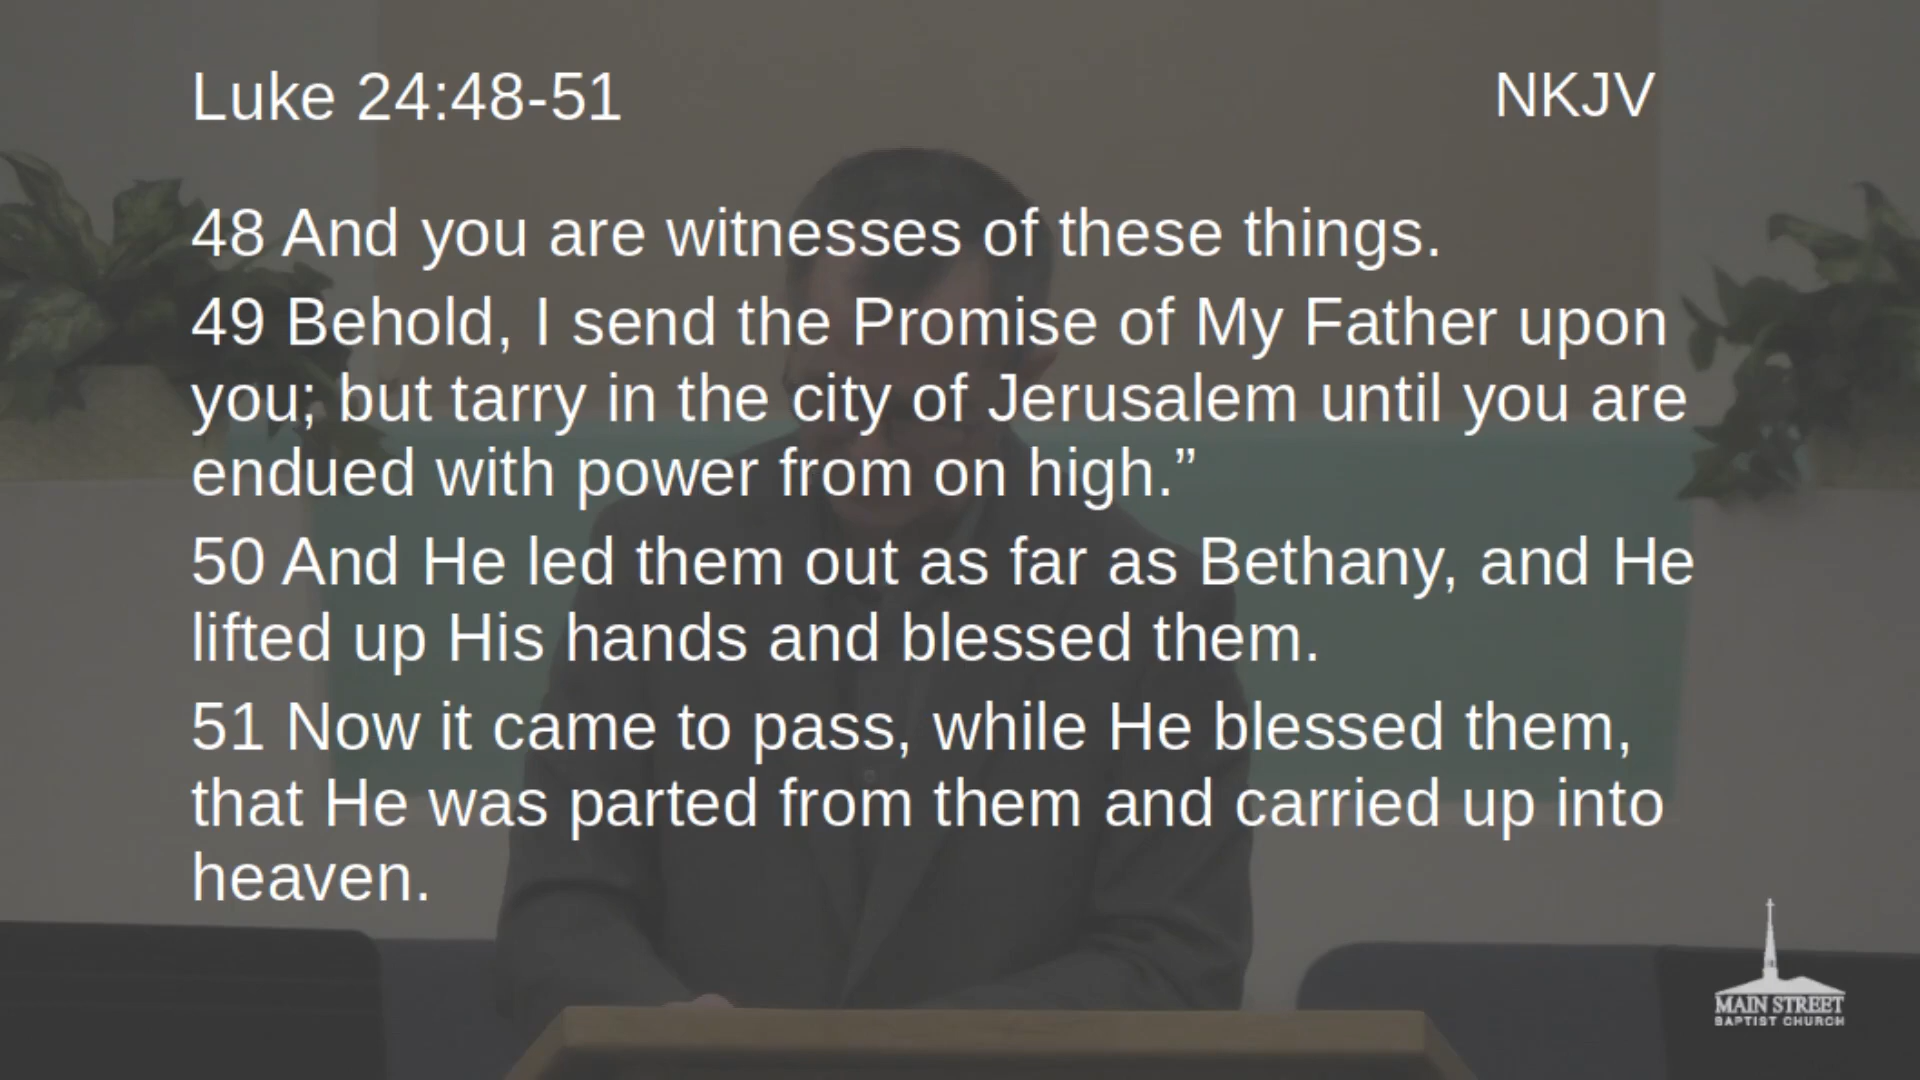 Luke 24:48-51 NKJV
48 And you are witnesses of these things.
49 Behold, I send the Promise of My Father upon
you; but tarry in the city of Jerusalem until you are
endued with power from on high.”
50 And He led them out as far as Bethany, and He
lifted up His hands and blessed them.
51 Now it came to pass, while He blessed them,
that He was parted from them and carried up into
heaven.
MAIN STREET
BAPTIST CHURCH